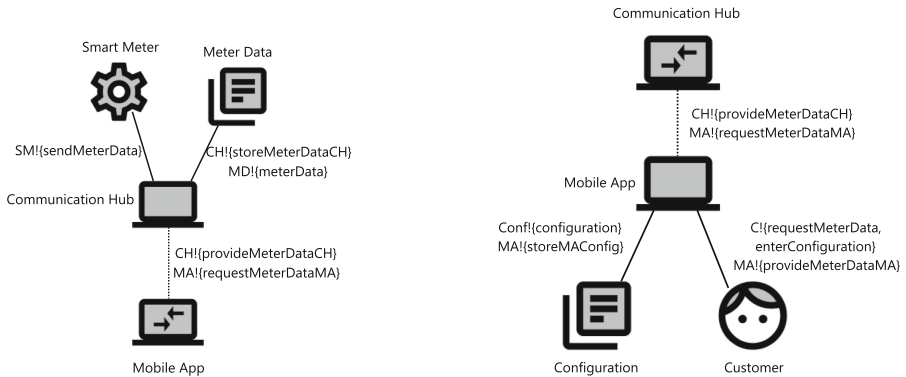 Smart Meter
Meter Data
SM!{sendMeterData}
CH!{storeMeterDataCH}
MD!{meterData}
Communication Hub
CH!{provideMeterDataCH}
MA!{requestMeterDataMA}
Mobile App
Communication Hub
CH!{provideMeterDataCH}
MA!{requestMeterDataMA}
Mobile App
Conf!{configuration}
MA!{storeMAConfig}
C!{requestMeterData,
enterConfiguration}
MA!{provideMeterDataMA}
Configuration
Customer